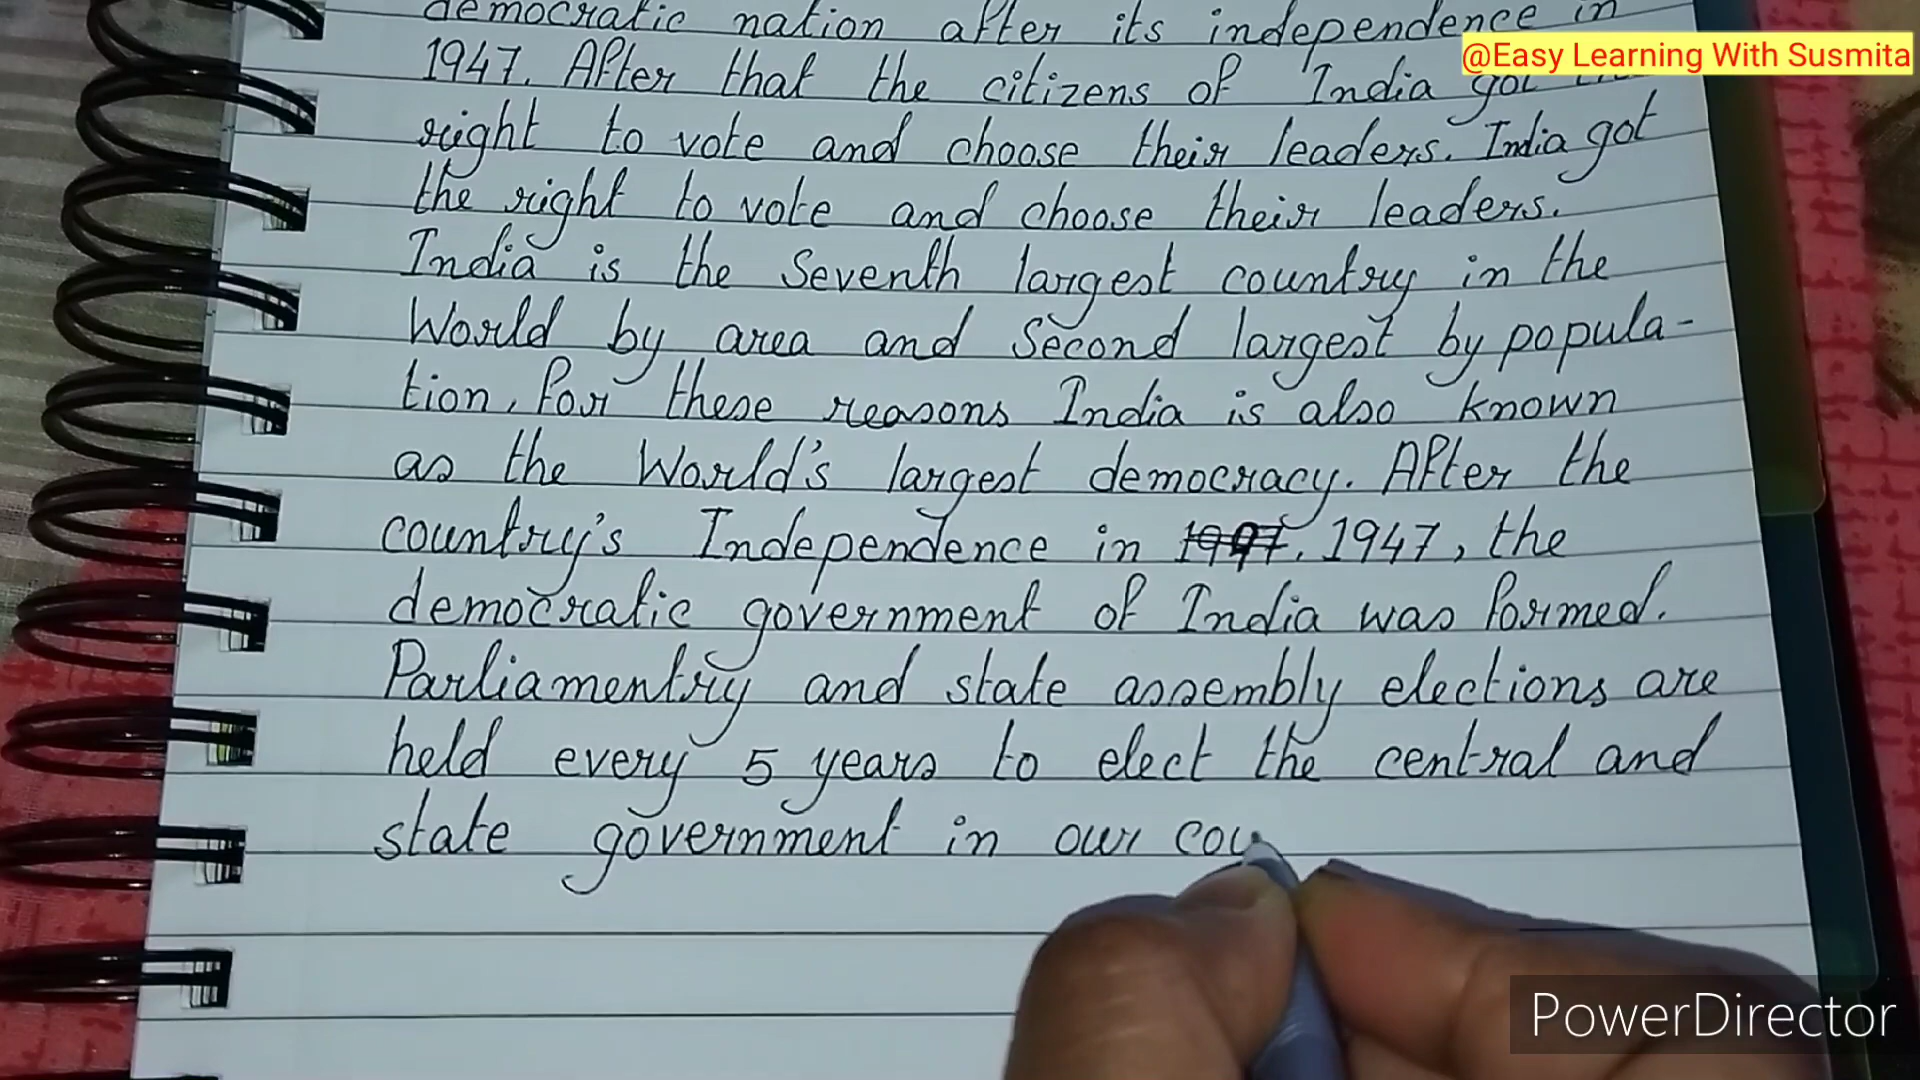 democratic nation after its independence in
@Easy Learning With Susmita
1947. After that the citizens of India got
right to vote and choose their leaders. India got
the right to vote and choose their leaders.
India is the Seventh largest country in the
World by area and Second largest by popula-
tion, for these reasons India is also known
as the World's largest democracy. After the
country's Independence in 1997. 1947, the
democratic government of India was formed.
Parliamentry and state assembly elections are
held every 5 years to elect the central and
state government in our cou
PowerDirector